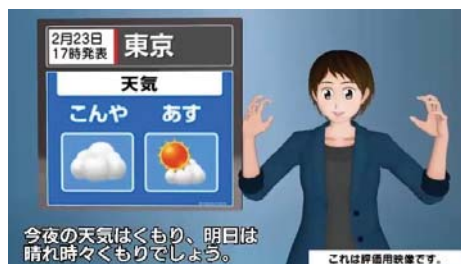 2月23日
17時発表
東京
天気
こんや あす
今夜の天気はくもり、明日は
晴れ時々くもりでしょう。
これは評価用映像です。